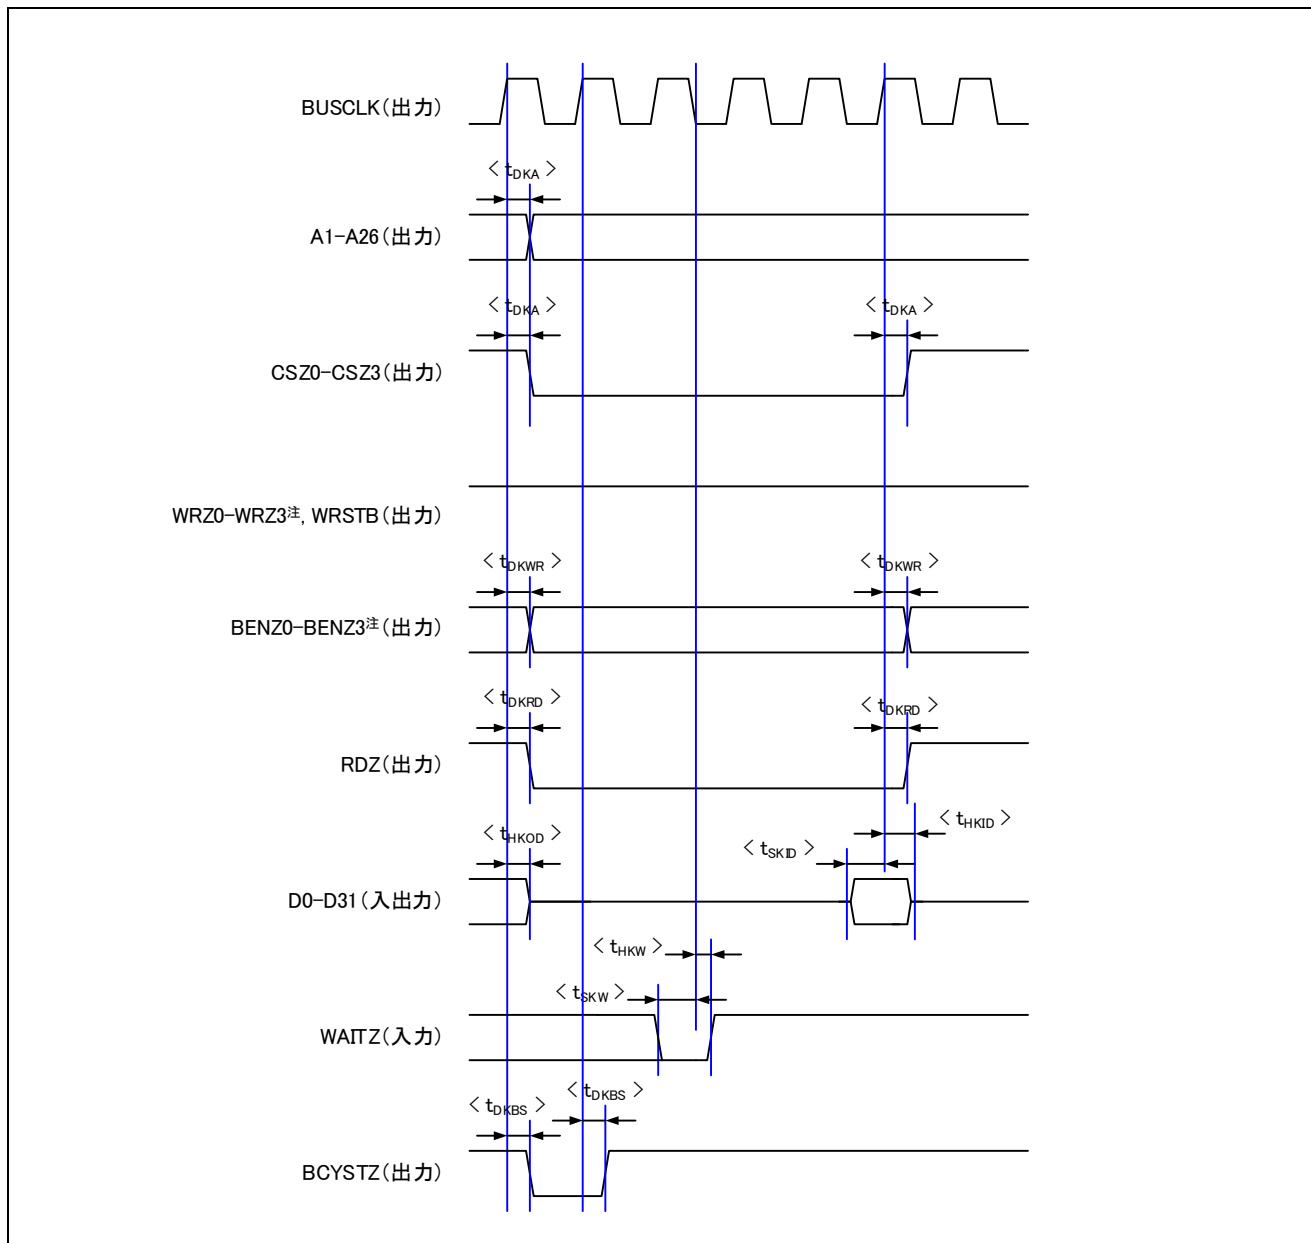 BUSCLK(出力)
< tDKA >
A1-A26(出力)
< tDKA >
< tDKA >
CSZ0-CSZ3(出力)
WRZ0-WRZ3注, WRSTB(出力)
< tDKWR >
< tDKWR >
BENZ0-BENZ3注(出力)
< tDKRD >
< tDKRD >
RDZ(出力)
< tHKID >
< tHKOD >
< tSKID >
D0-D31(入出力)
< tHKW >
< tSKW >
WAITZ(入力)
< tDKBS >
< tDKBS >
BCYSTZ(出力)